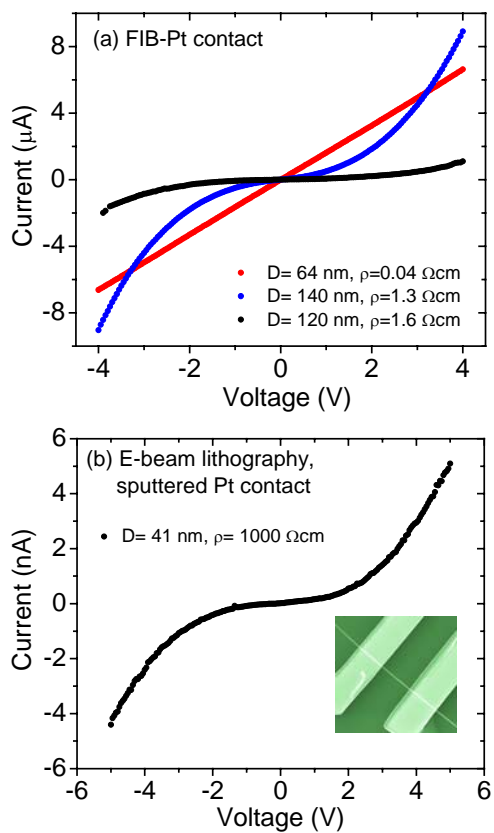 (a) FIB-Pt contact
8
4
0
-4
-8
Current (μA)
D= 64 nm, ρ=0.04 Ωcm
D= 140 nm, ρ=1.3 Ωcm
D= 120 nm, ρ=1.6 Ωcm
-4 -2 0 2 4
Voltage (V)
(b) E-beam lithography,
sputtered Pt contact
D= 41 nm, ρ= 1000 Ωcm
6
4
2
0
-2
-4
-6
Current (nA)
-6 -4 -2 0 2 4 6
Voltage (V)